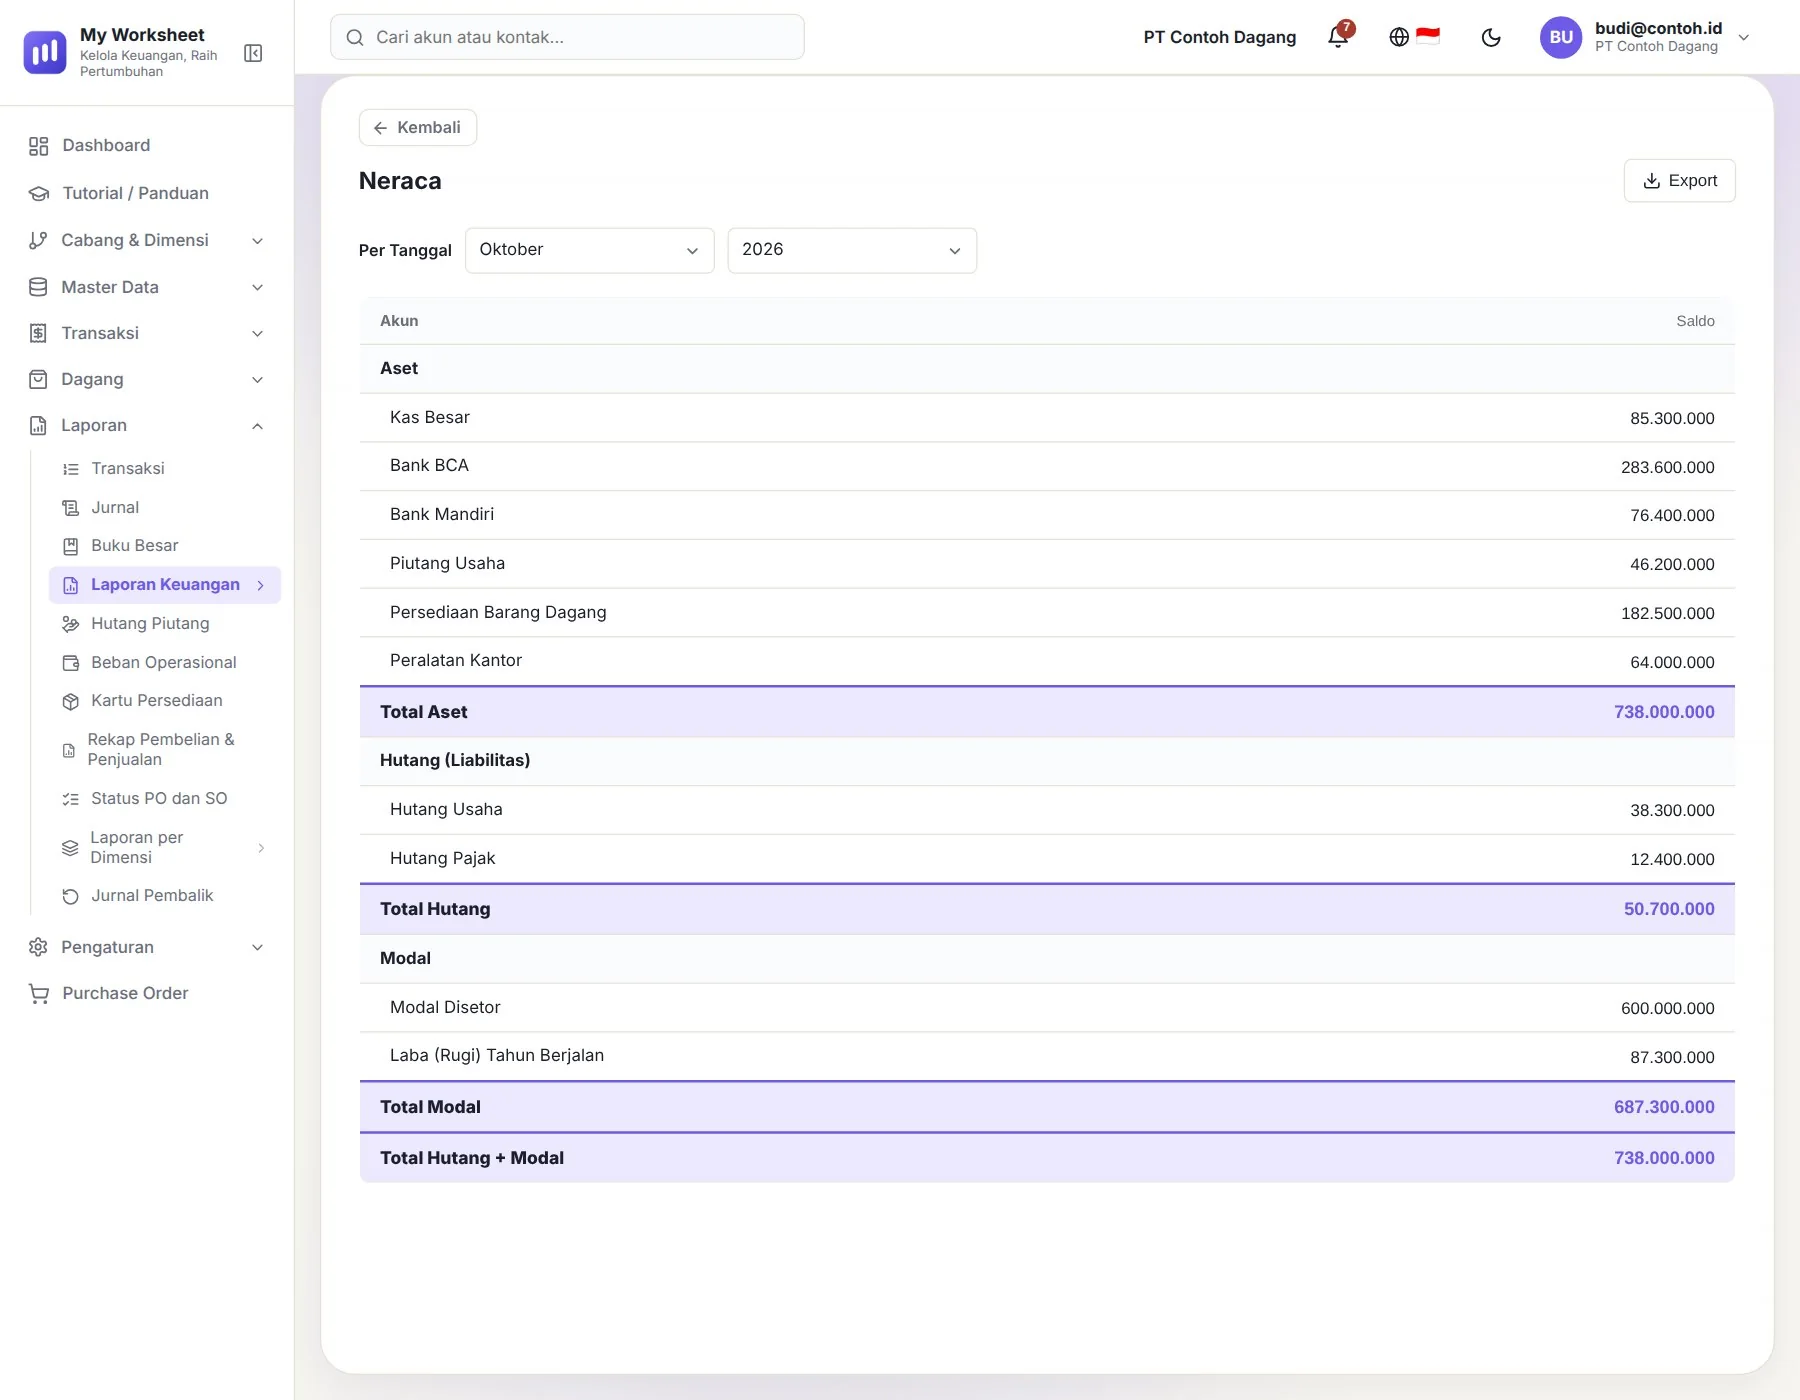 My Worksheet
Kelola Keuangan, Raih
Pertumbuhan
Cari akun atau kontak...
PT Contoh Dagang
7
BU
budi@contoh.id
PT Contoh Dagang
Dashboard
Tutorial / Panduan
Cabang & Dimensi
Master Data
Transaksi
Dagang
Laporan
Transaksi
Jurnal
Buku Besar
Laporan Keuangan
Hutang Piutang
Beban Operasional
Kartu Persediaan
Rekap Pembelian &
Penjualan
Status PO dan SO
Laporan per
Dimensi
Jurnal Pembalik
Pengaturan
Purchase Order
Kembali
Neraca
Export
Per Tanggal Oktober 2026
Akun Saldo
Aset
Kas Besar 85.300.000
Bank BCA 283.600.000
Bank Mandiri 76.400.000
Piutang Usaha 46.200.000
Persediaan Barang Dagang 182.500.000
Peralatan Kantor 64.000.000
Total Aset 738.000.000
Hutang (Liabilitas)
Hutang Usaha 38.300.000
Hutang Pajak 12.400.000
Total Hutang 50.700.000
Modal
Modal Disetor 600.000.000
Laba (Rugi) Tahun Berjalan 87.300.000
Total Modal 687.300.000
Total Hutang + Modal 738.000.000